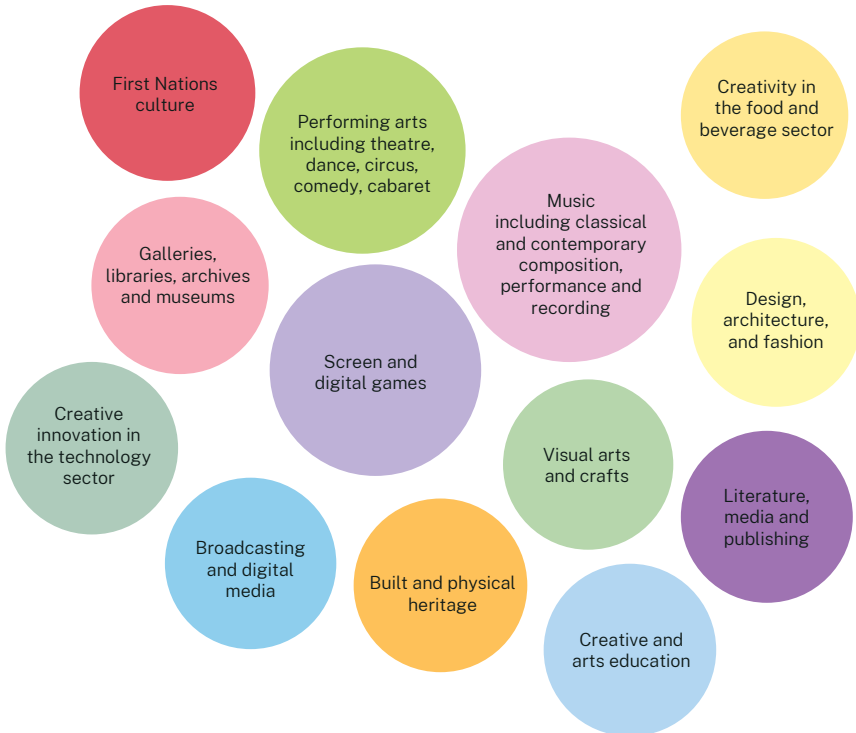 First Nations
culture
Performing arts
including theatre,
dance, circus,
comedy, cabaret
Creativity in
the food and
beverage sector
Music
including classical
and contemporary
composition,
performance and
recording
Galleries,
libraries, archives
and museums
Design,
architecture,
and fashion
Screen and
digital games
Creative
innovation in
the technology
sector
Visual arts
and crafts
Literature,
media and
publishing
Broadcasting
and digital
media
Built and physical
heritage
Creative and
arts education